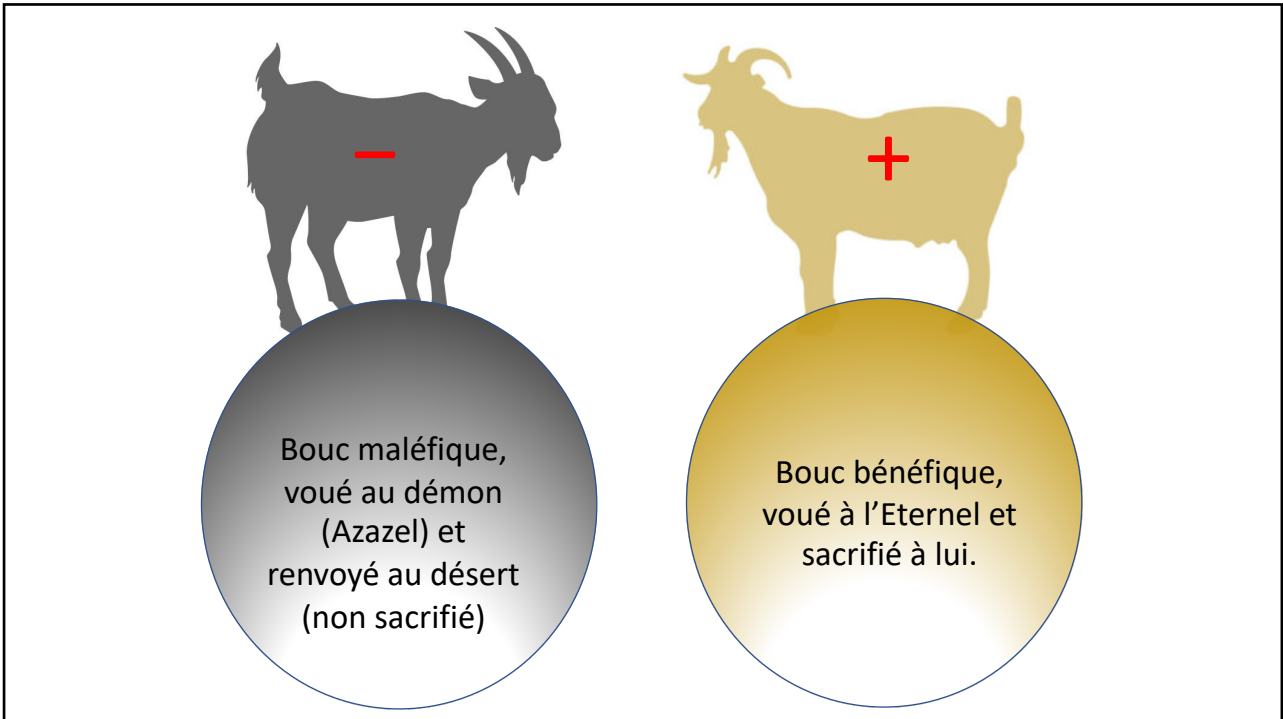 –
+
Bouc maléfique,
voué au démon
(Azazel) et
renvoyé au désert
(non sacrifié)
Bouc bénéfique,
voué à l’Eternel et
sacrifié à lui.